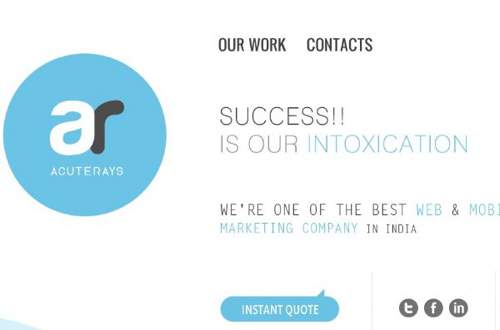 OUR WORK CONTACTS
ar
ACUTERAYS
SUCCESS!!
IS OUR INTOXICATION
WE'RE ONE OF THE BEST WEB & MOBI
MARKETING COMPANY IN INDIA
INSTANT QUOTE